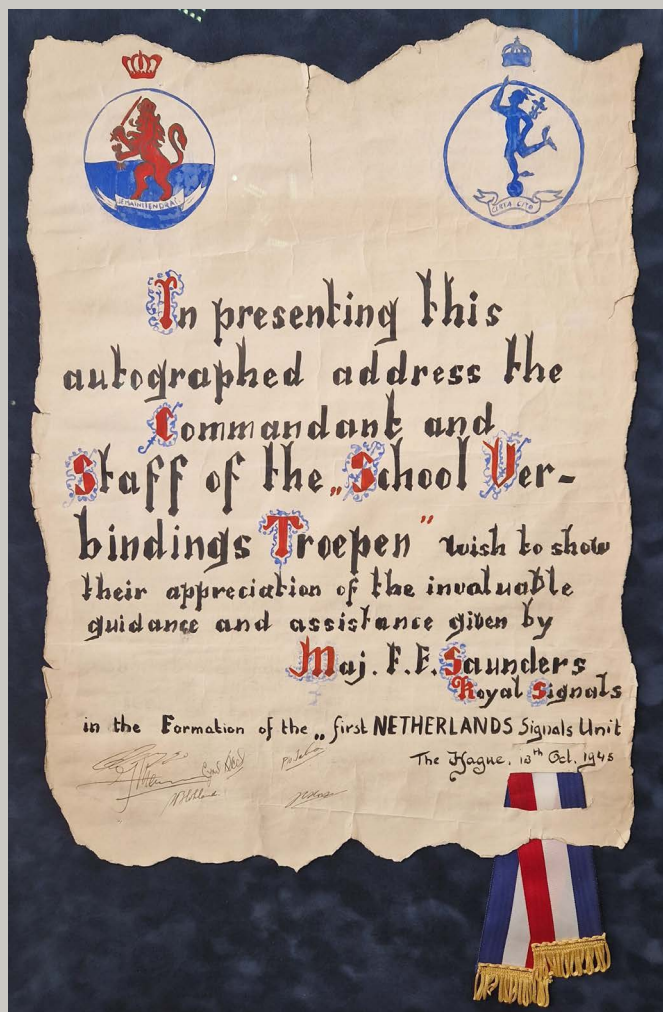 JE MAINTIENDRAI
CERTA CITO
In presenting this
autographed address the
Commandant and
Staff of the „School Ver-
bindings Troepen" wish to show
their appreciation of the invaluable
guidance and assistance given by
Maj. F. E. Saunders
Royal Signals
in the Formation of the „first NETHERLANDS Signals Unit
The Hague. 18th Oct. 1945